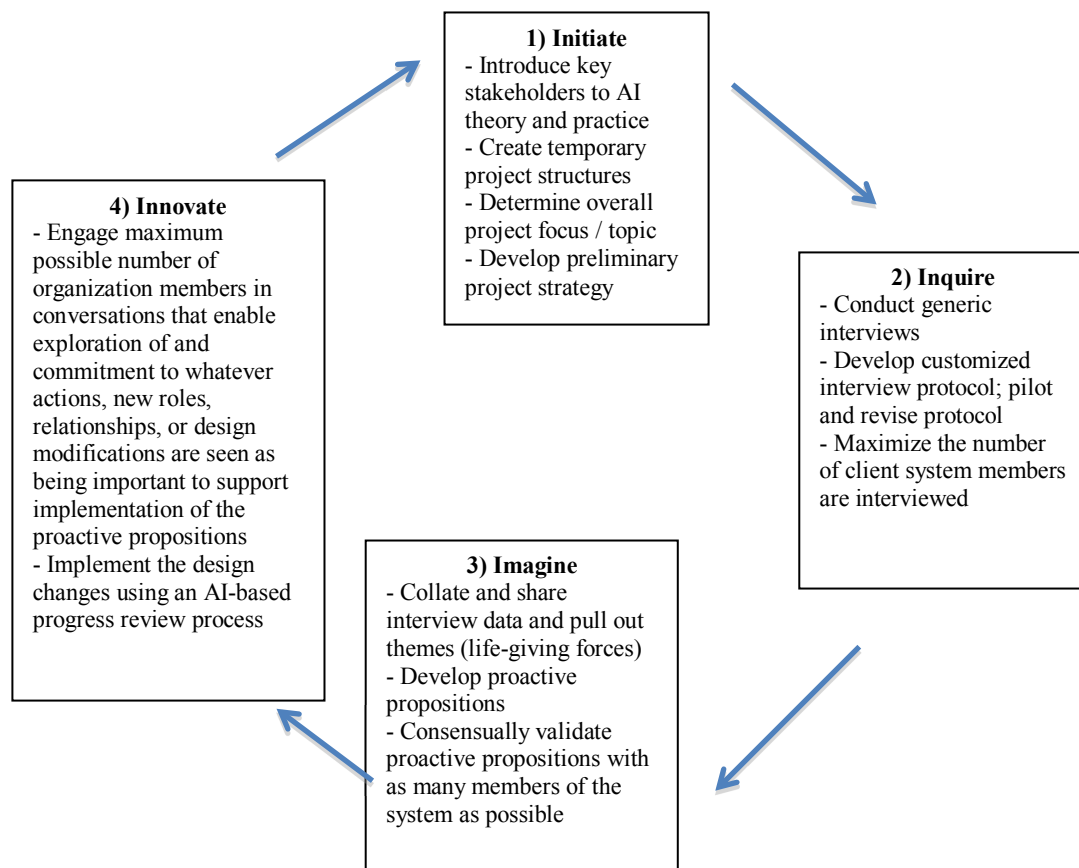 1) Initiate
- Introduce key
stakeholders to AI
theory and practice
- Create temporary
project structures
- Determine overall
project focus / topic
- Develop preliminary
project strategy
2) Inquire
- Conduct generic
interviews
- Develop customized
interview protocol; pilot
and revise protocol
- Maximize the number
of client system members
are interviewed
3) Imagine
- Collate and share
interview data and pull out
themes (life-giving forces)
- Develop proactive
propositions
- Consensually validate
proactive propositions with
as many members of the
system as possible
4) Innovate
- Engage maximum
possible number of
organization members in
conversations that enable
exploration of and
commitment to whatever
actions, new roles,
relationships, or design
modifications are seen as
being important to support
implementation of the
proactive propositions
- Implement the design
changes using an AI-based
progress review process